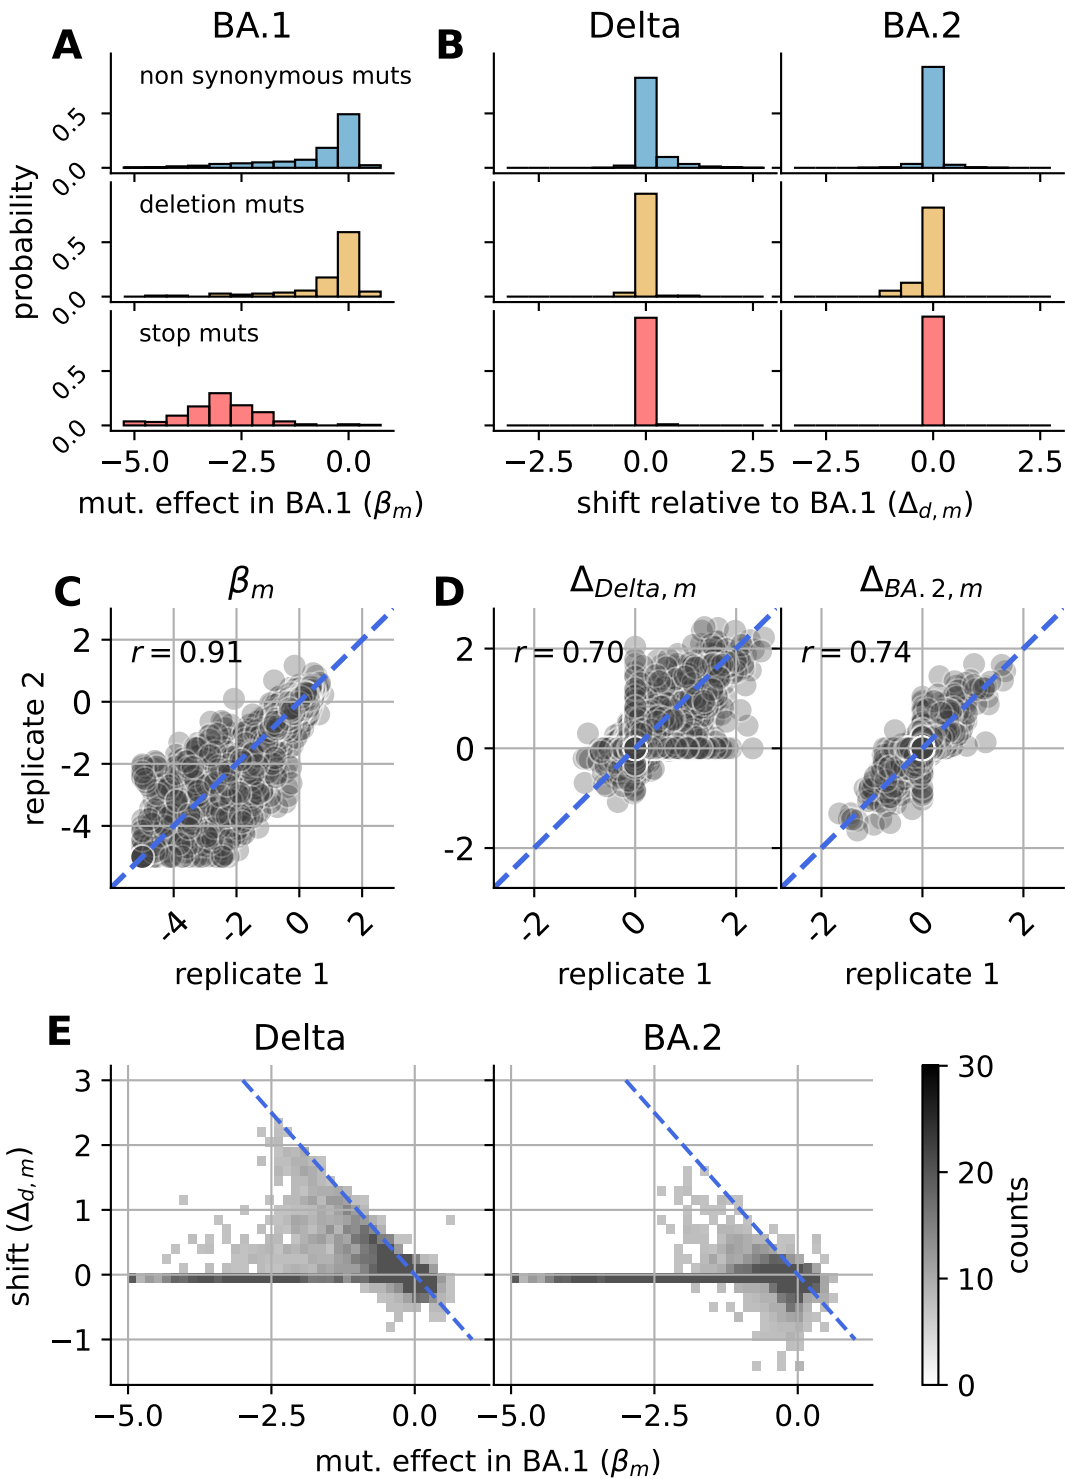 A
BA.1
B
Delta
BA.2
non synonymous muts
deletion muts
stop muts
probability
0.5
0.0
0.5
0.0
0.5
0.0
−5.0
−2.5
0.0
−2.5
0.0
2.5
−2.5
0.0
2.5
mut. effect in BA.1 (βm)
shift relative to BA.1 (Δd, m)
C
βm
D
ΔDelta, m
ΔBA.2, m
r = 0.91
r = 0.70
r = 0.74
replicate 2
2
0
-2
-4
2
0
-2
-4
-2
0
2
-2
0
2
-2
0
2
replicate 1
replicate 1
replicate 1
E
Delta
BA.2
shift (Δd, m)
3
2
1
0
−1
−5.0
−2.5
0.0
−5.0
−2.5
0.0
mut. effect in BA.1 (βm)
30
20
10
0
counts